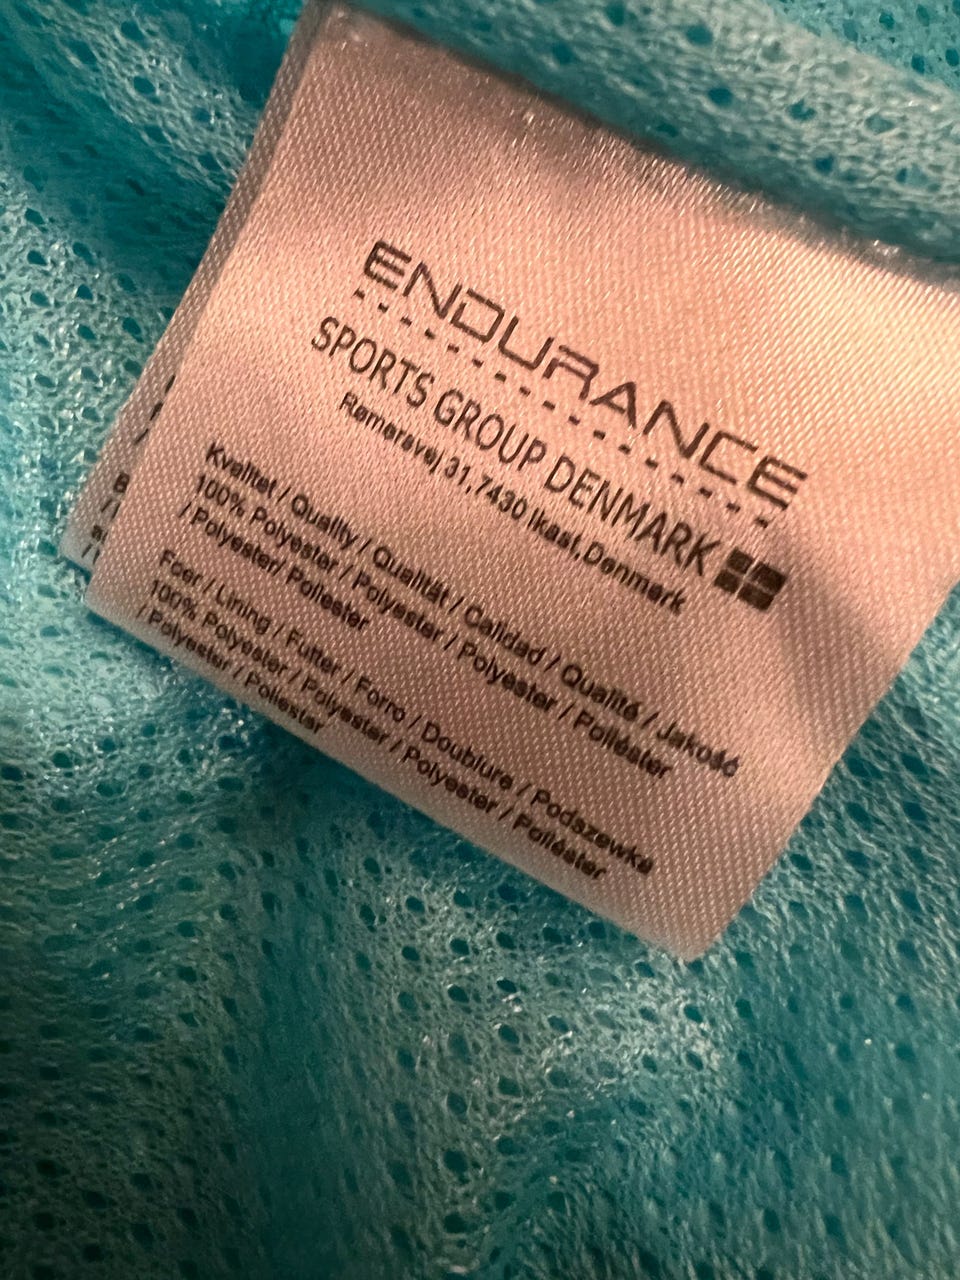 ENDURANCE
SPORTS GROUP DENMARK
Rømersvej 31,7430 Ikast,Denmark
Kvalitet / Quality / Qualität / Calidad / Qualité / Jakość
100% Polyester / Polyester / Polyester / Poliéster
/ Polyester/ Poliester
Foer / Lining / Futter / Forro / Doublure / Podszewka
100% Polyester / Polyester / Polyester / Poliéster
/ Polyester / Poliester